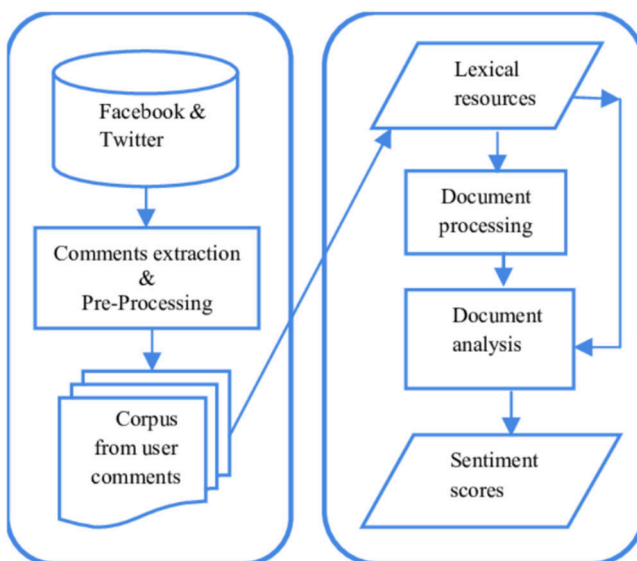 Facebook &
Twitter
Comments extraction
&
Pre-Processing
Corpus
from user
comments
Lexical
resources
Document
processing
Document
analysis
Sentiment
scores